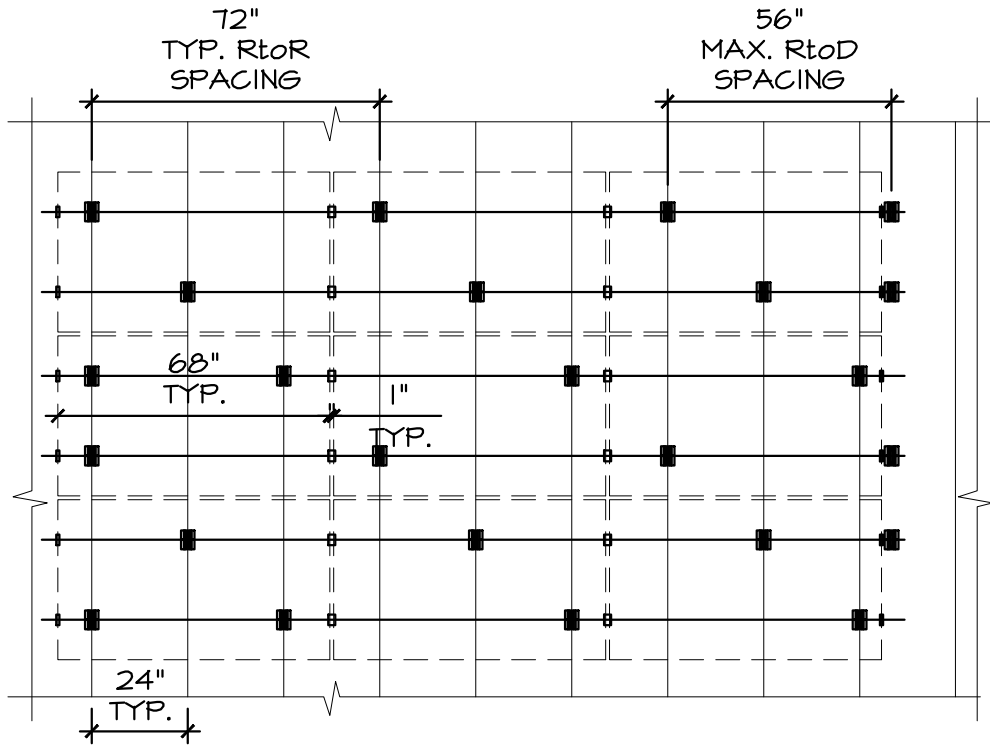 72"
TYP. RtoR
SPACING
56"
MAX. RtoD
SPACING
68"
TYP.
1"
TYP.
24"
TYP.